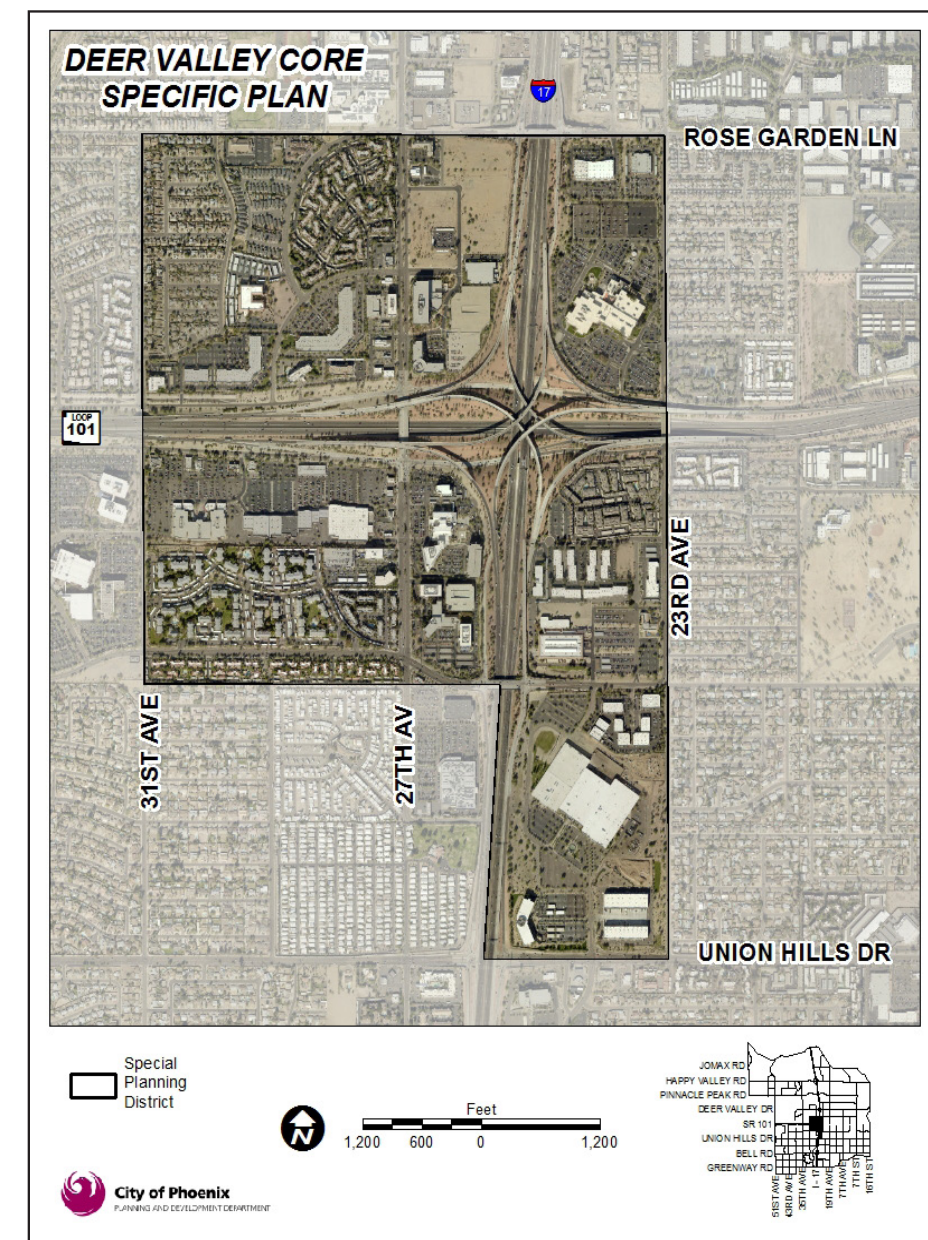 DEER VALLEY CORE
SPECIFIC PLAN
17
ROSE GARDEN LN
LOOP
101
23RD AVE
31ST AVE
27TH AV
UNION HILLS DR
Special
Planning
District
N
Feet
1,200 600 0 1,200
City of Phoenix
PLANNING AND DEVELOPMENT DEPARTMENT
JOMAX RD
HAPPY VALLEY RD
PINNACLE PEAK RD
DEER VALLEY DR
SR 101
UNION HILLS DR
BELL RD
GREENWAY RD
51ST AVE
43RD AVE
35TH AVE
I - 17
19TH AVE
7TH AVE
7TH ST
16TH ST